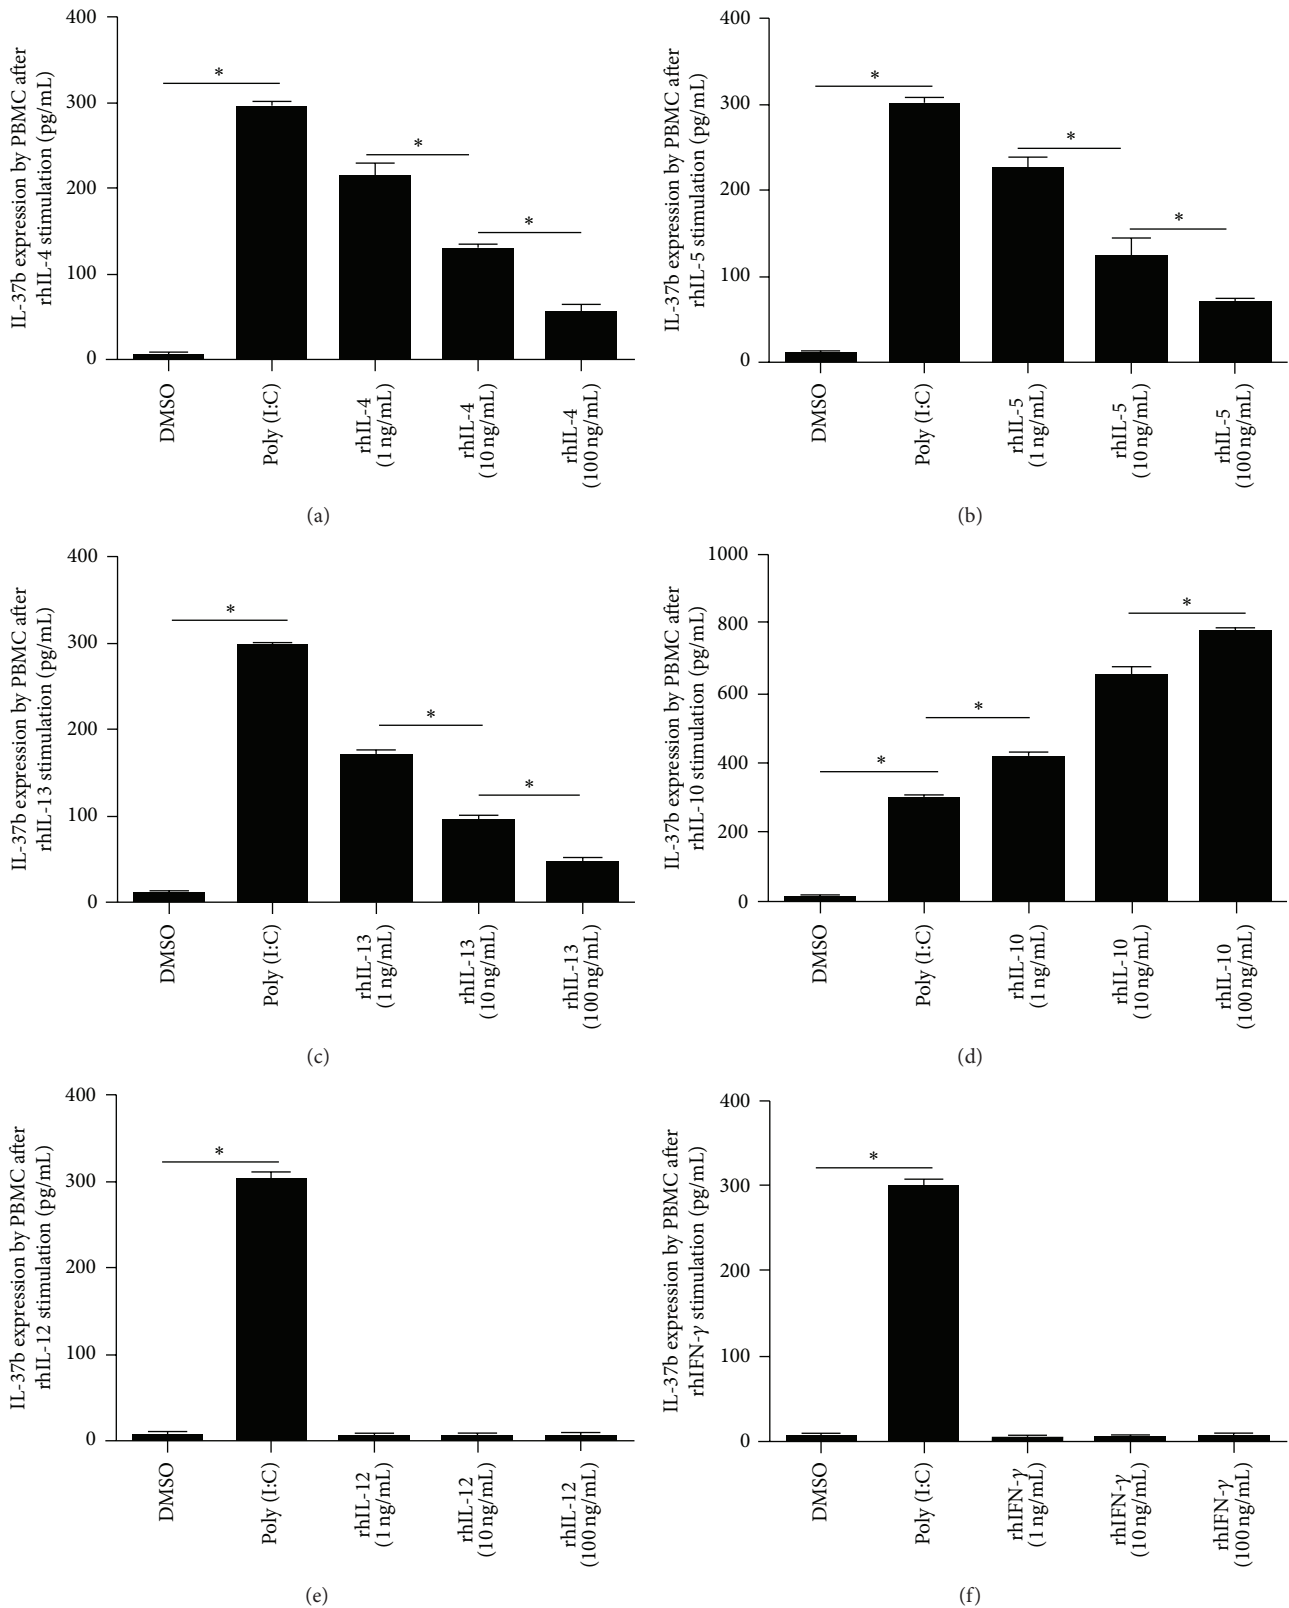 IL-37b expression by PBMC after
rhIL-4 stimulation (pg/mL)
400
300
200
100
0
*
*
*
DMSO
Poly (I:C)
rhIL-4
(1 ng/mL)
rhIL-4
(10 ng/mL)
rhIL-4
(100 ng/mL)
(a)
IL-37b expression by PBMC after
rhIL-5 stimulation (pg/mL)
400
300
200
100
0
*
*
*
DMSO
Poly (I:C)
rhIL-5
(1 ng/mL)
rhIL-5
(10 ng/mL)
rhIL-5
(100 ng/mL)
(b)
IL-37b expression by PBMC after
rhIL-13 stimulation (pg/mL)
400
300
200
100
0
*
*
*
DMSO
Poly (I:C)
rhIL-13
(1 ng/mL)
rhIL-13
(10 ng/mL)
rhIL-13
(100 ng/mL)
(c)
IL-37b expression by PBMC after
rhIL-10 stimulation (pg/mL)
1000
800
600
400
200
0
*
*
*
DMSO
Poly (I:C)
rhIL-10
(1 ng/mL)
rhIL-10
(10 ng/mL)
rhIL-10
(100 ng/mL)
(d)
IL-37b expression by PBMC after
rhIL-12 stimulation (pg/mL)
400
300
200
100
0
*
DMSO
Poly (I:C)
rhIL-12
(1 ng/mL)
rhIL-12
(10 ng/mL)
rhIL-12
(100 ng/mL)
(e)
IL-37b expression by PBMC after
rhIFN-γ stimulation (pg/mL)
400
300
200
100
0
*
DMSO
Poly (I:C)
rhIFN-γ
(1 ng/mL)
rhIFN-γ
(10 ng/mL)
rhIFN-γ
(100 ng/mL)
(f)